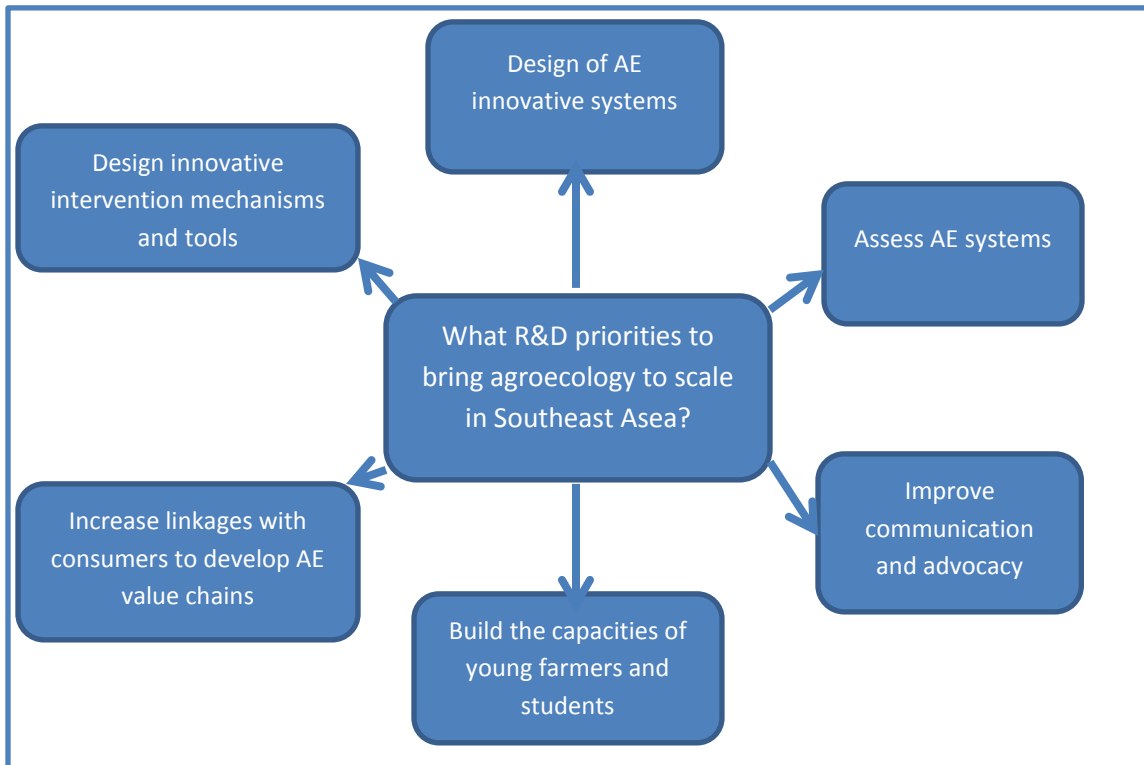 Design of AE
innovative systems
Design innovative
intervention mechanisms
and tools
Assess AE systems
What R&D priorities to
bring agroecology to scale
in Southeast Asea?
Increase linkages with
consumers to develop AE
value chains
Improve
communication
and advocacy
Build the capacities of
young farmers and
students